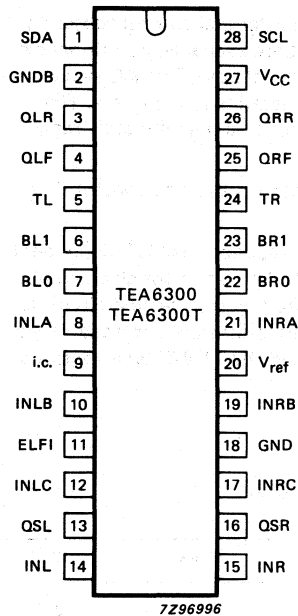 SDA 1 28 SCL
GNDB 2 27 VCC
QLR 3 26 QRR
QLF 4 25 QRF
TL 5 24 TR
BL1 6 23 BR1
BL0 7 22 BR0
TEA6300
TEA6300T
INLA 8 21 INRA
i.c. 9 20 Vref
INLB 10 19 INRB
ELFI 11 18 GND
INLC 12 17 INRC
QSL 13 16 QSR
INL 14 15 INR
7Z96996